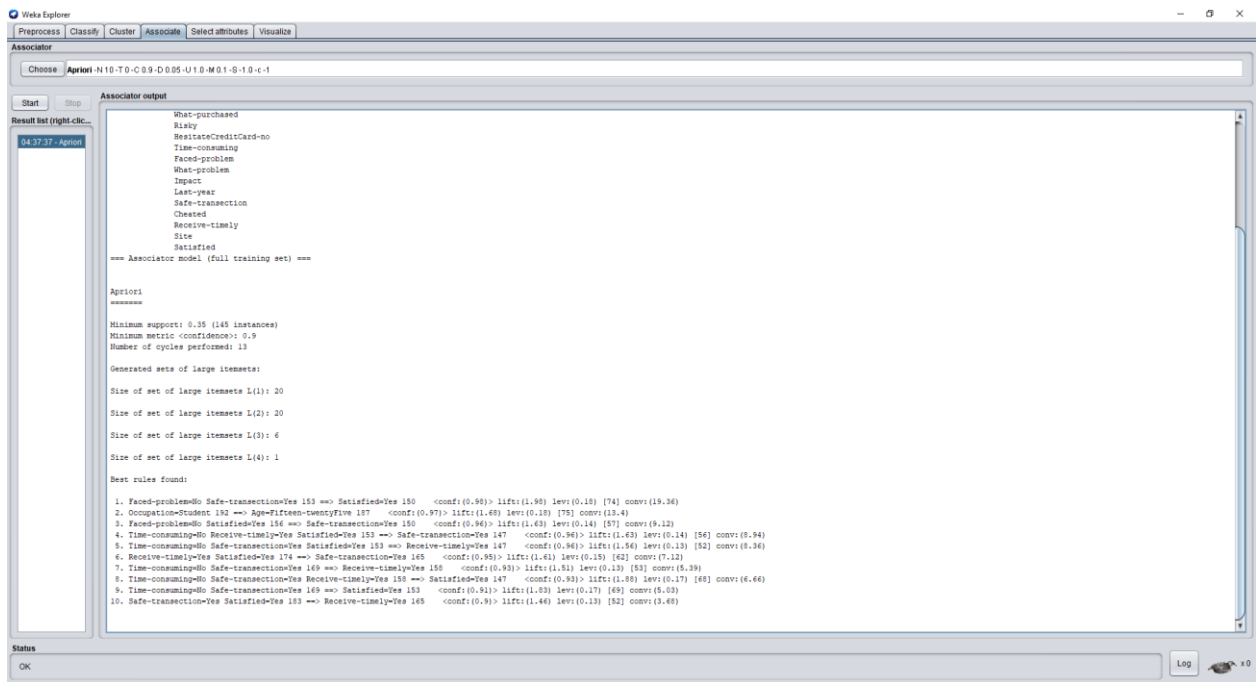 Weka Explorer
Preprocess Classify Cluster Associate Select attributes Visualize
Associator
Choose Apriori -N 10 -T 0 -C 0.9 -D 0.05 -U 1.0 -M 0.1 -S -1.0 -c -1
Start Stop
Result list (right-clic...
04:37:37 - Apriori
Associator output
What-purchased
Risky
HesitateCreditCard-no
Time-consuming
Faced-problem
What-problem
Impact
Last-year
Safe-transection
Cheated
Receive-timely
Site
Satisfied
=== Associator model (full training set) ===
Apriori
=======
Minimum support: 0.35 (145 instances)
Minimum metric <confidence>: 0.9
Number of cycles performed: 13
Generated sets of large itemsets:
Size of set of large itemsets L(1): 20
Size of set of large itemsets L(2): 20
Size of set of large itemsets L(3): 6
Size of set of large itemsets L(4): 1
Best rules found:
1. Faced-problem=No Safe-transection=Yes 153 ==> Satisfied=Yes 150 <conf:(0.98)> lift:(1.98) lev:(0.18) [74] conv:(19.36)
2. Occupation=Student 192 ==> Age=Fifteen-twentyFive 187 <conf:(0.97)> lift:(1.68) lev:(0.18) [75] conv:(13.4)
3. Faced-problem=No Satisfied=Yes 156 ==> Safe-transection=Yes 150 <conf:(0.96)> lift:(1.63) lev:(0.14) [57] conv:(9.12)
4. Time-consuming=No Receive-timely=Yes Satisfied=Yes 153 ==> Safe-transection=Yes 147 <conf:(0.96)> lift:(1.63) lev:(0.14) [56] conv:(8.94)
5. Time-consuming=No Safe-transection=Yes Satisfied=Yes 153 ==> Receive-timely=Yes 147 <conf:(0.96)> lift:(1.56) lev:(0.13) [52] conv:(8.36)
6. Receive-timely=Yes Satisfied=Yes 174 ==> Safe-transection=Yes 165 <conf:(0.95)> lift:(1.61) lev:(0.15) [62] conv:(7.12)
7. Time-consuming=No Safe-transection=Yes 169 ==> Receive-timely=Yes 158 <conf:(0.93)> lift:(1.51) lev:(0.13) [53] conv:(5.39)
8. Time-consuming=No Safe-transection=Yes Receive-timely=Yes 158 ==> Satisfied=Yes 147 <conf:(0.93)> lift:(1.88) lev:(0.17) [68] conv:(6.66)
9. Time-consuming=No Safe-transection=Yes 169 ==> Satisfied=Yes 153 <conf:(0.91)> lift:(1.83) lev:(0.17) [69] conv:(5.03)
10. Safe-transection=Yes Satisfied=Yes 183 ==> Receive-timely=Yes 165 <conf:(0.9)> lift:(1.46) lev:(0.13) [52] conv:(3.68)
Status
OK
Log
x 0